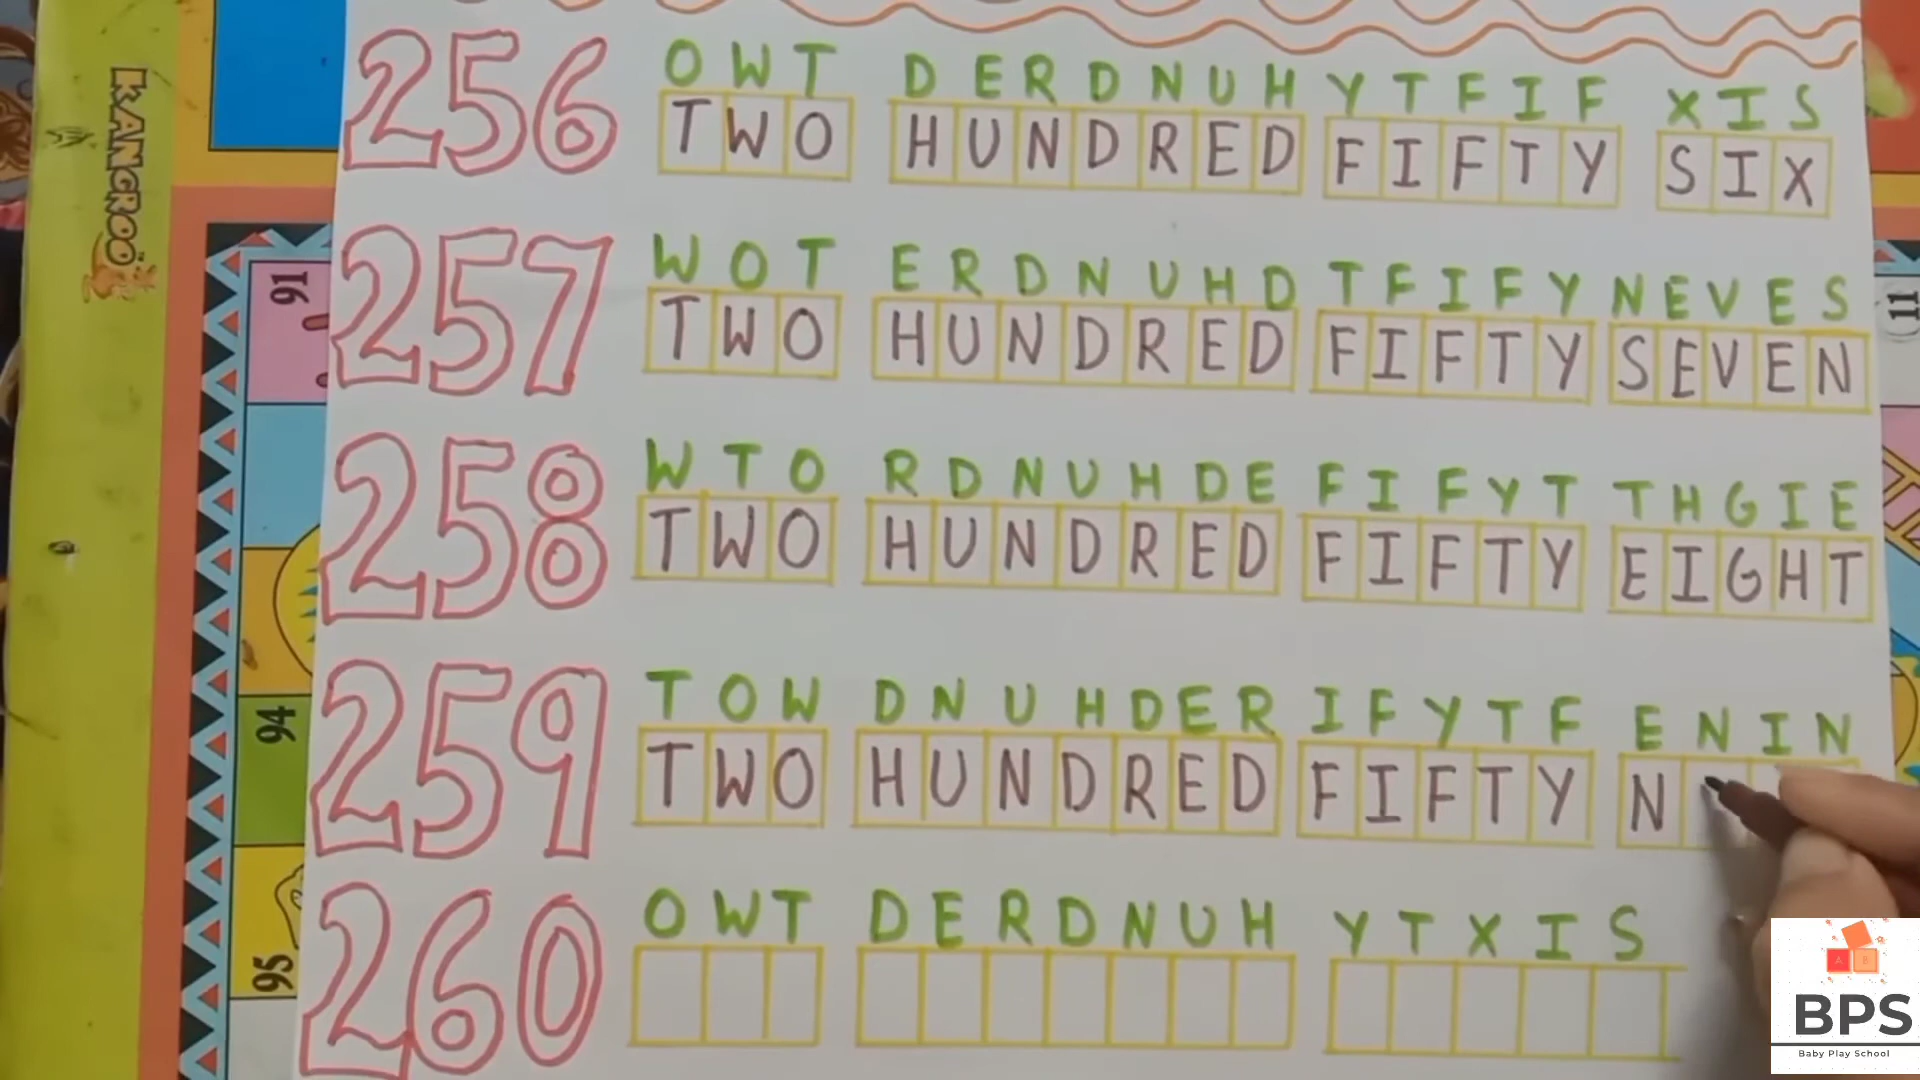 256 OWT DERDNUH YTFIF XIS
TWO HUNDRED FIFTY SIX
257 WOT ERDNUHD TFIFY NEVES
TWO HUNDRED FIFTY SEVEN
258 WTO RDNUHDE FIFYT THGIE
TWO HUNDRED FIFTY EIGHT
259 TOW DNUHDER IFYTF ENIN
TWO HUNDRED FIFTY N
260 OWT DERDNUH YTXIS
KANGROO
91
94
95
11
BPS
Baby Play School